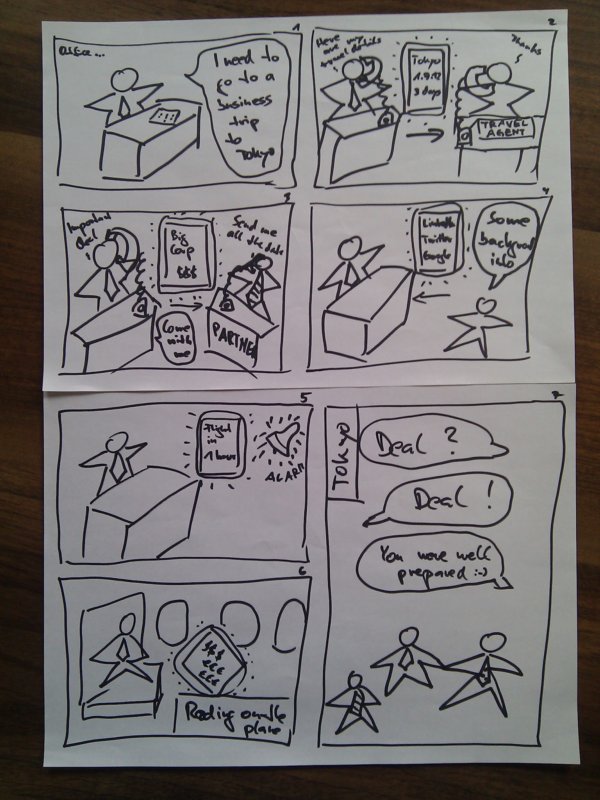 1
Office...
I need to
go to a
business
trip
to
Tokyo
2
Here are my
travel details
Tokyo
1.9.12
3 days
Thanks
TRAVEL
AGENT
3
Important
Deal
Big
Corp
$$$
Send me
all the data
Come
with
me
PARTNER
4
LinkedIn
Twitter
Google
Some
background
info
5
Flight
in
1 hour
ALARM
6
$$$
€€€
€€€
Reading on the
plane
7
TOKYO
Deal ?
Deal !
You were well
prepared :-)